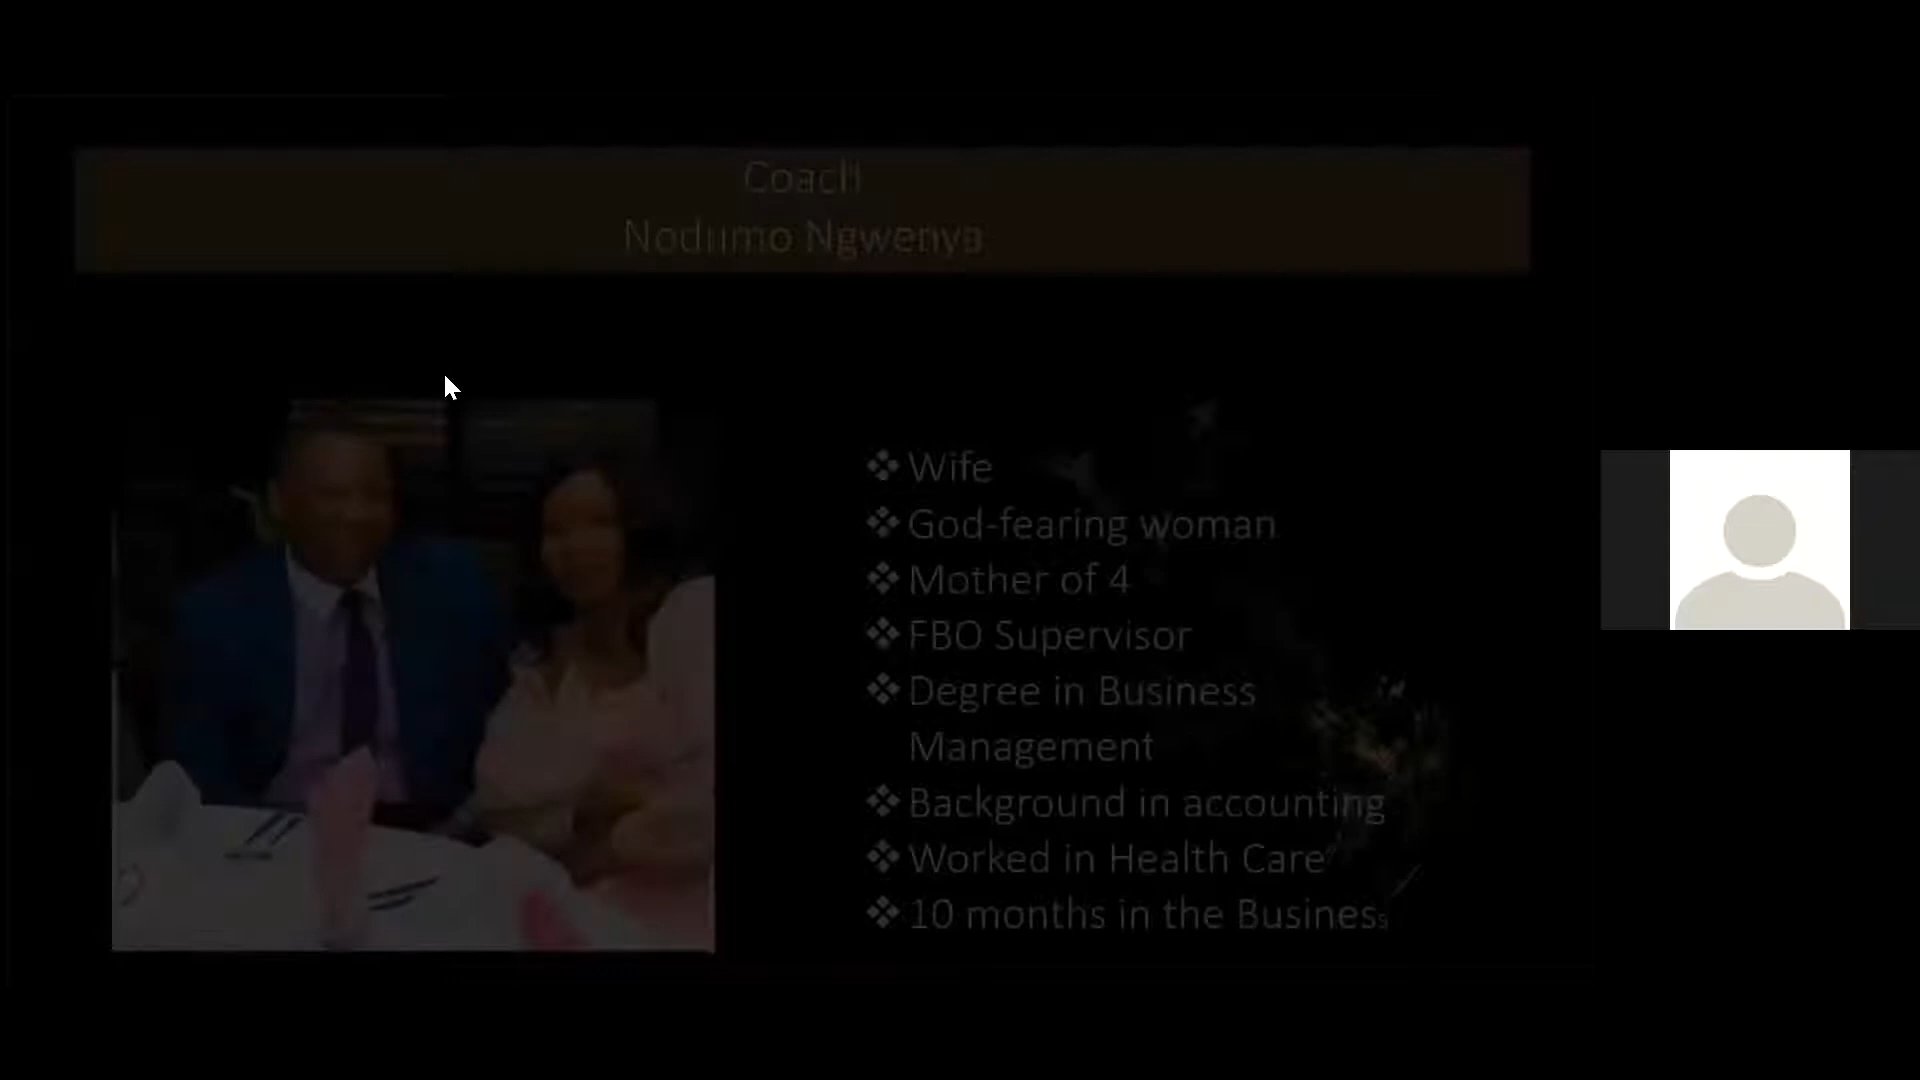 Coach
Nodumo Ngwenya
❖ Wife
❖ God-fearing woman
❖ Mother of 4
❖ FBO Supervisor
❖ Degree in Business
Management
❖ Background in accounting
❖ Worked in Health Care
❖ 10 months in the Business